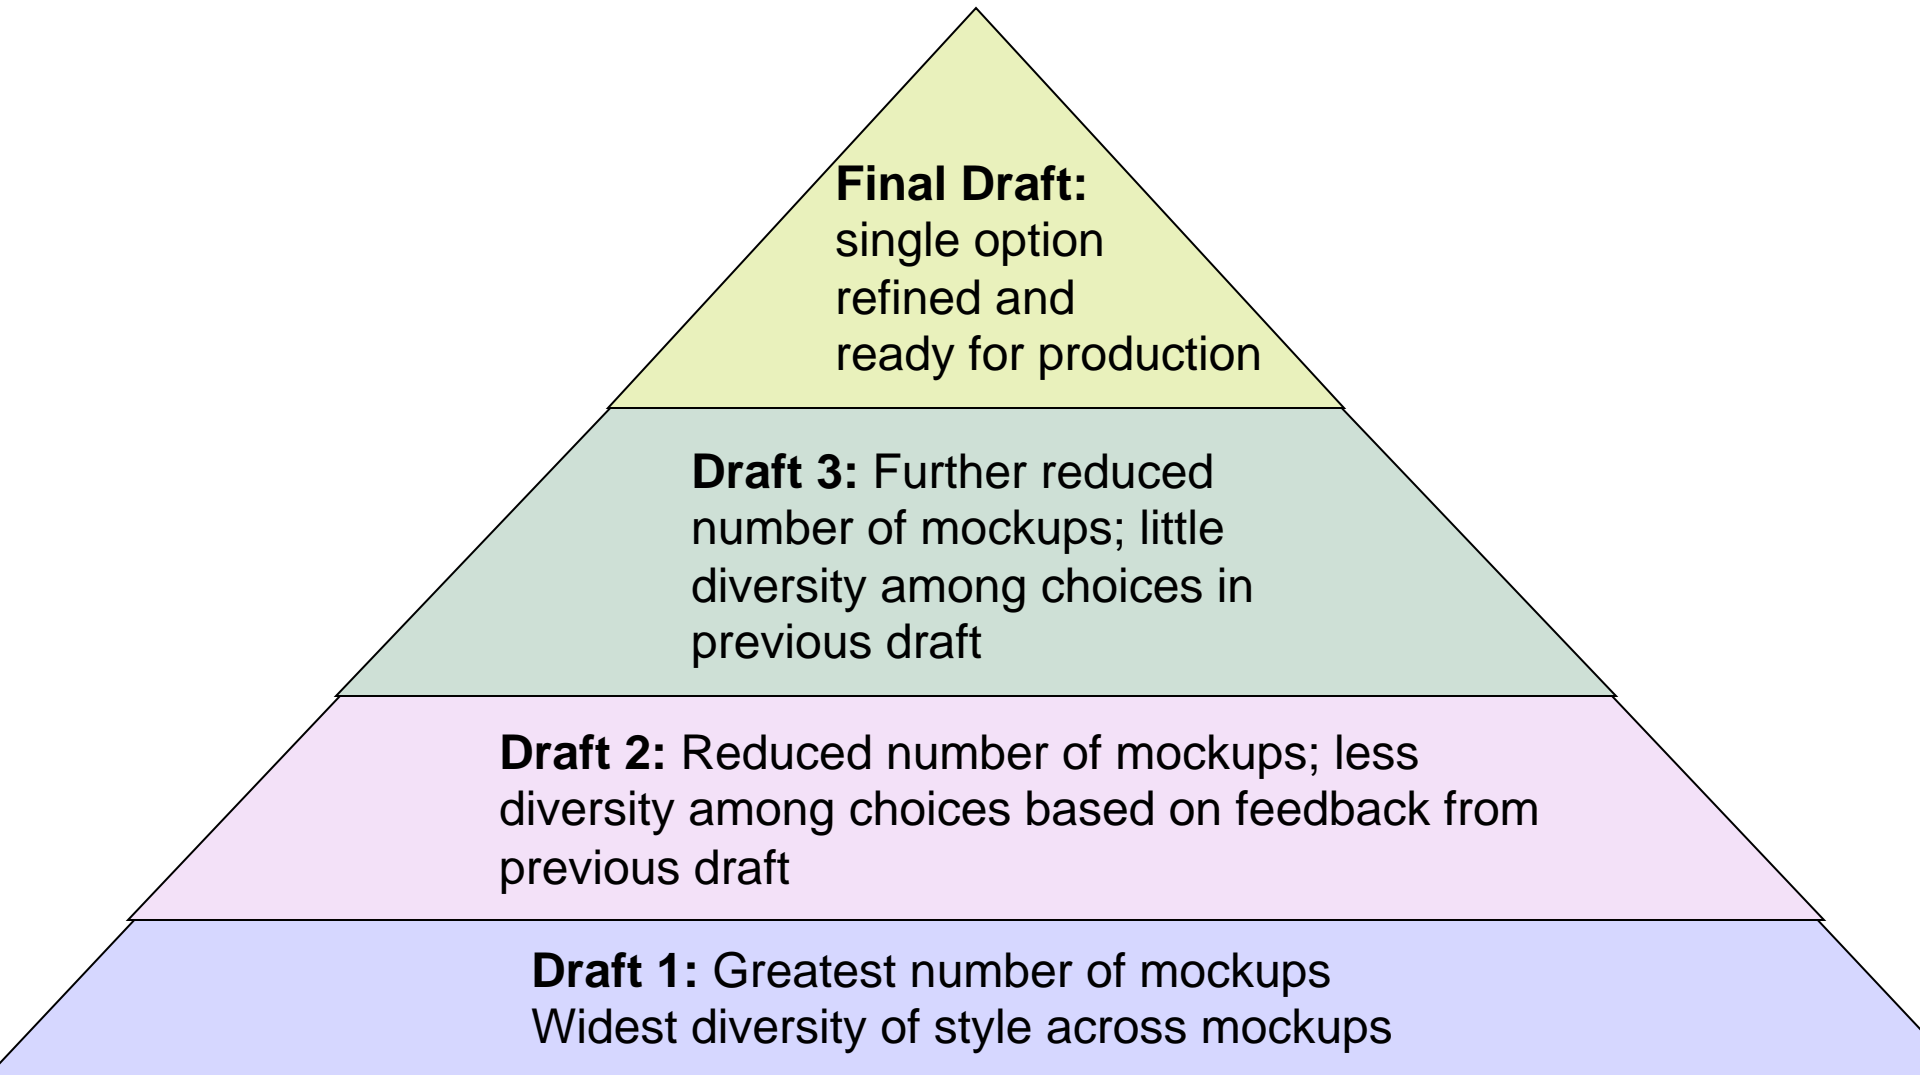 Final Draft:
single option
refined and
ready for production
Draft 3: Further reduced
number of mockups; little
diversity among choices in
previous draft
Draft 2: Reduced number of mockups; less
diversity among choices based on feedback from
previous draft
Draft 1: Greatest number of mockups
Widest diversity of style across mockups